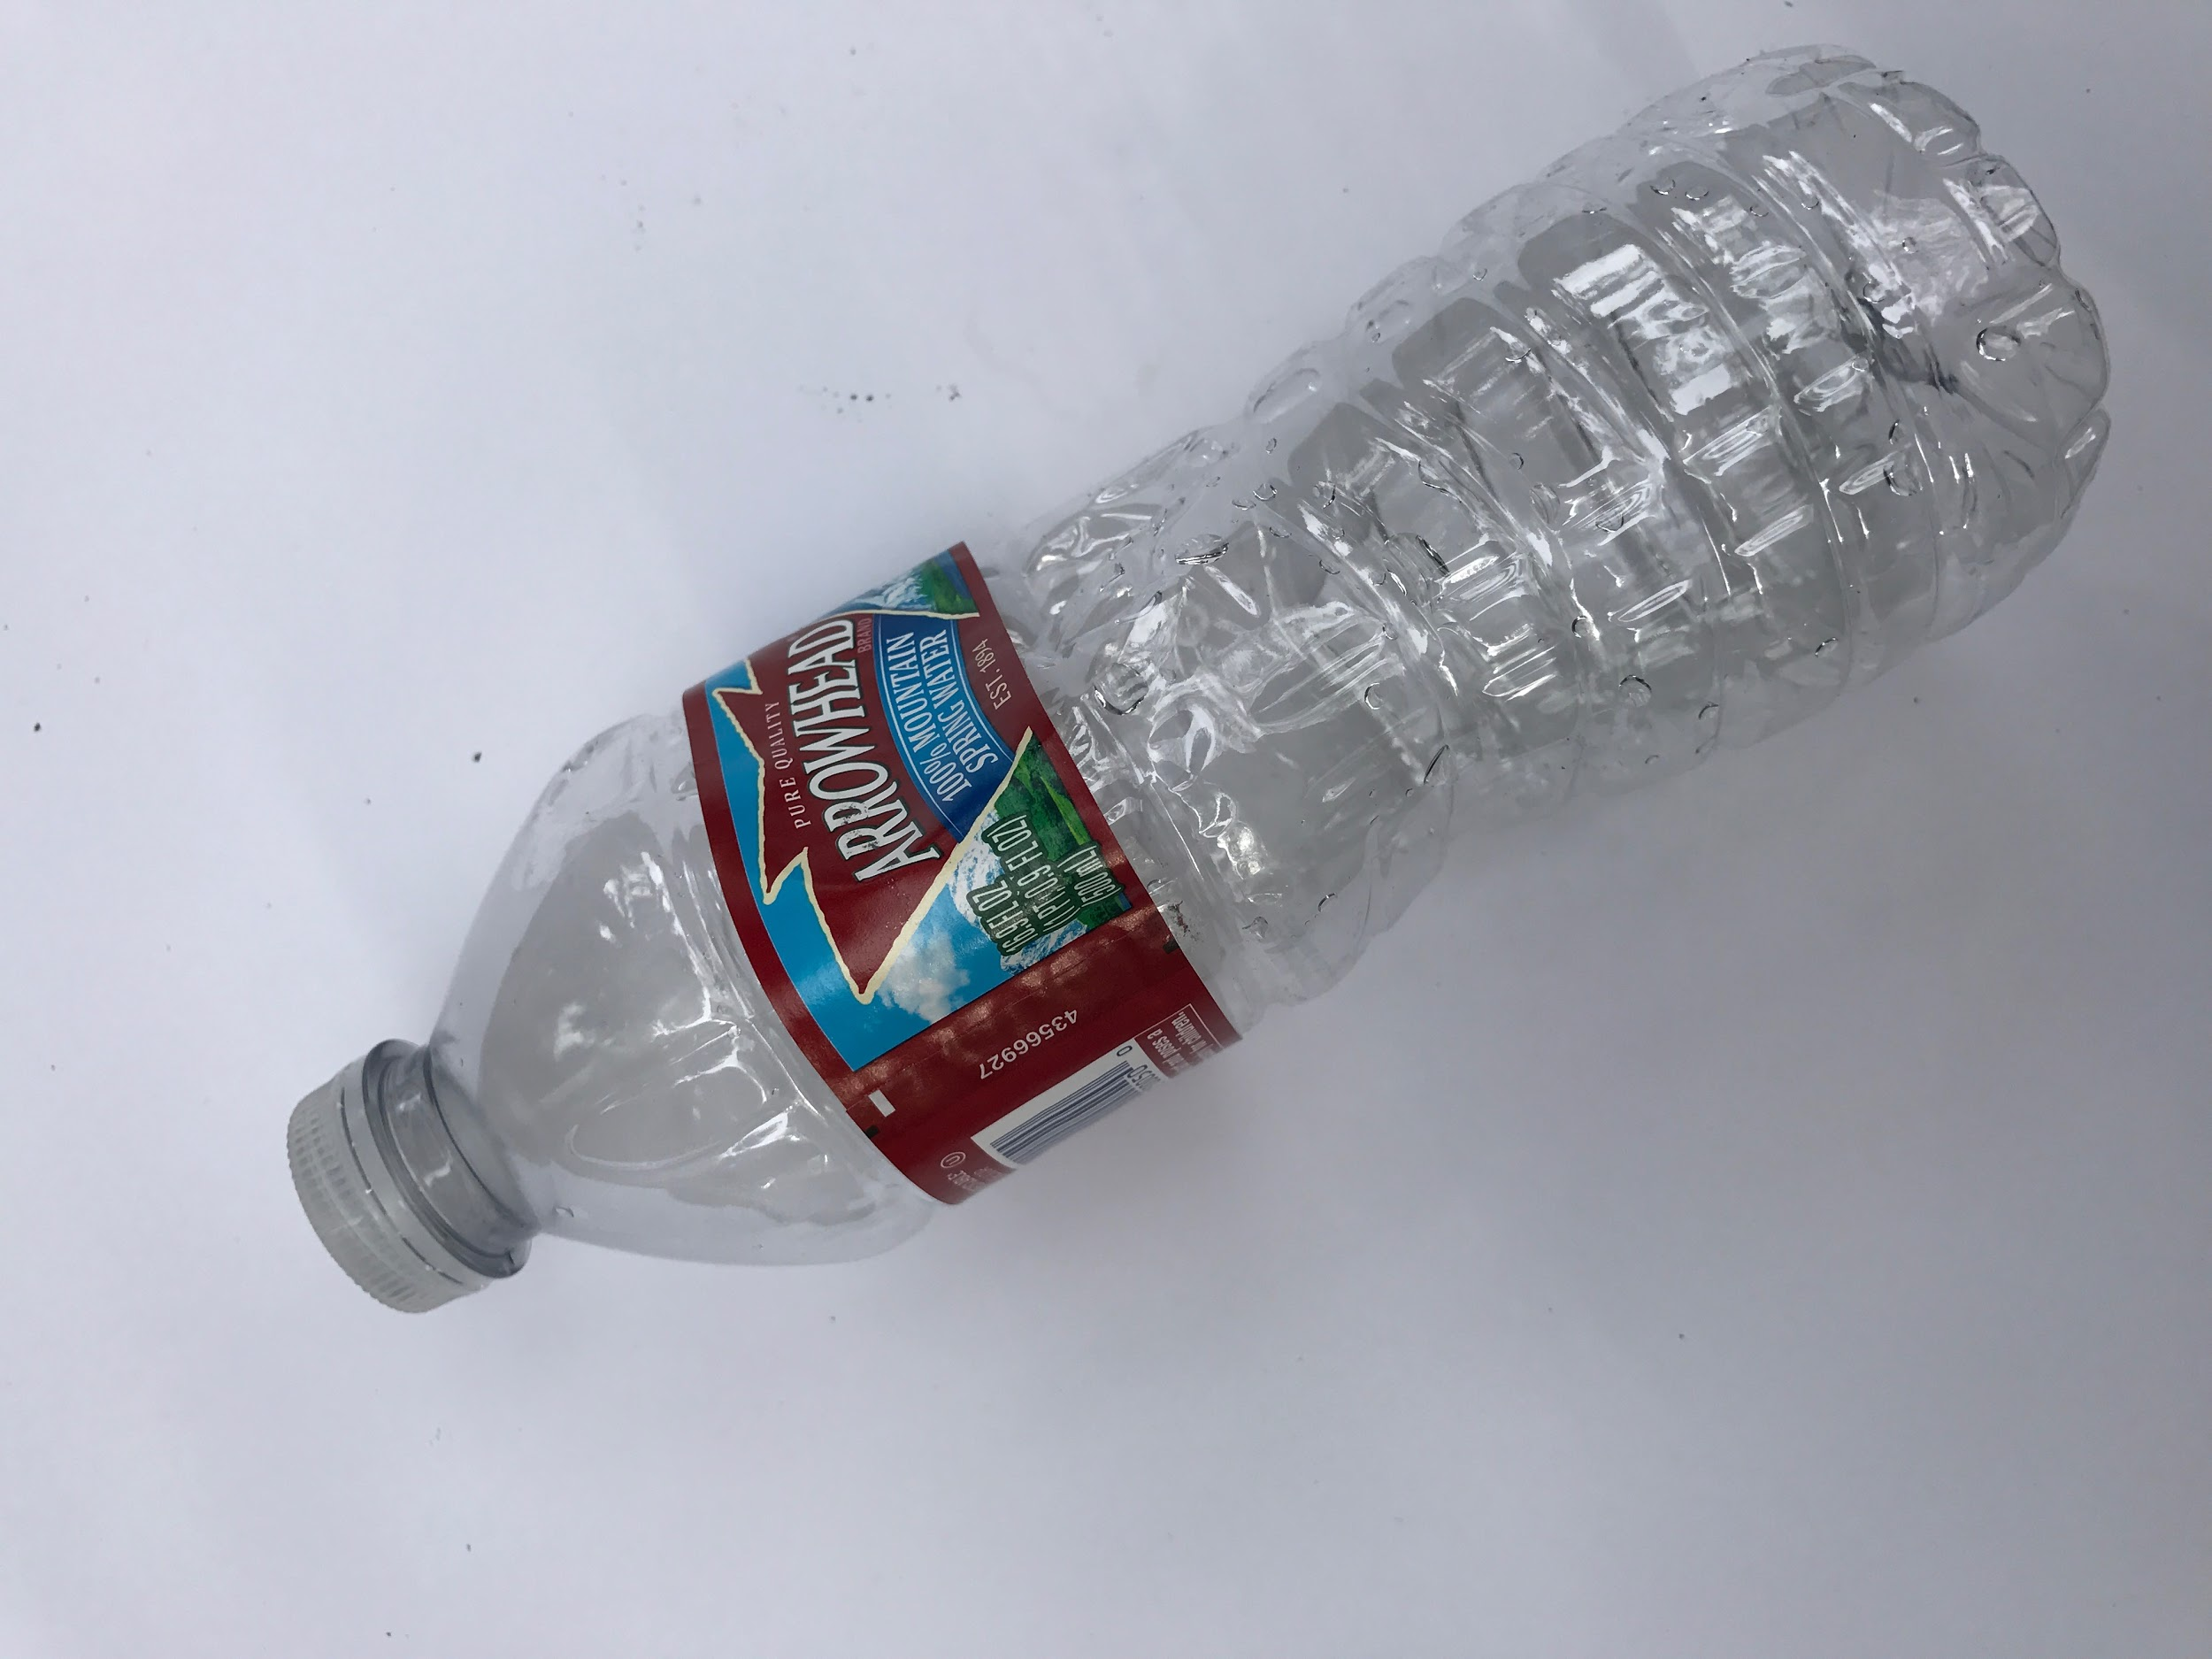 PURE QUALITY
ARROWHEAD
BRAND
100% MOUNTAIN
SPRING WATER
EST. 1894
16.9 FL OZ
(1 PT 0.9 FL OZ)
(500 mL)
43566927
0